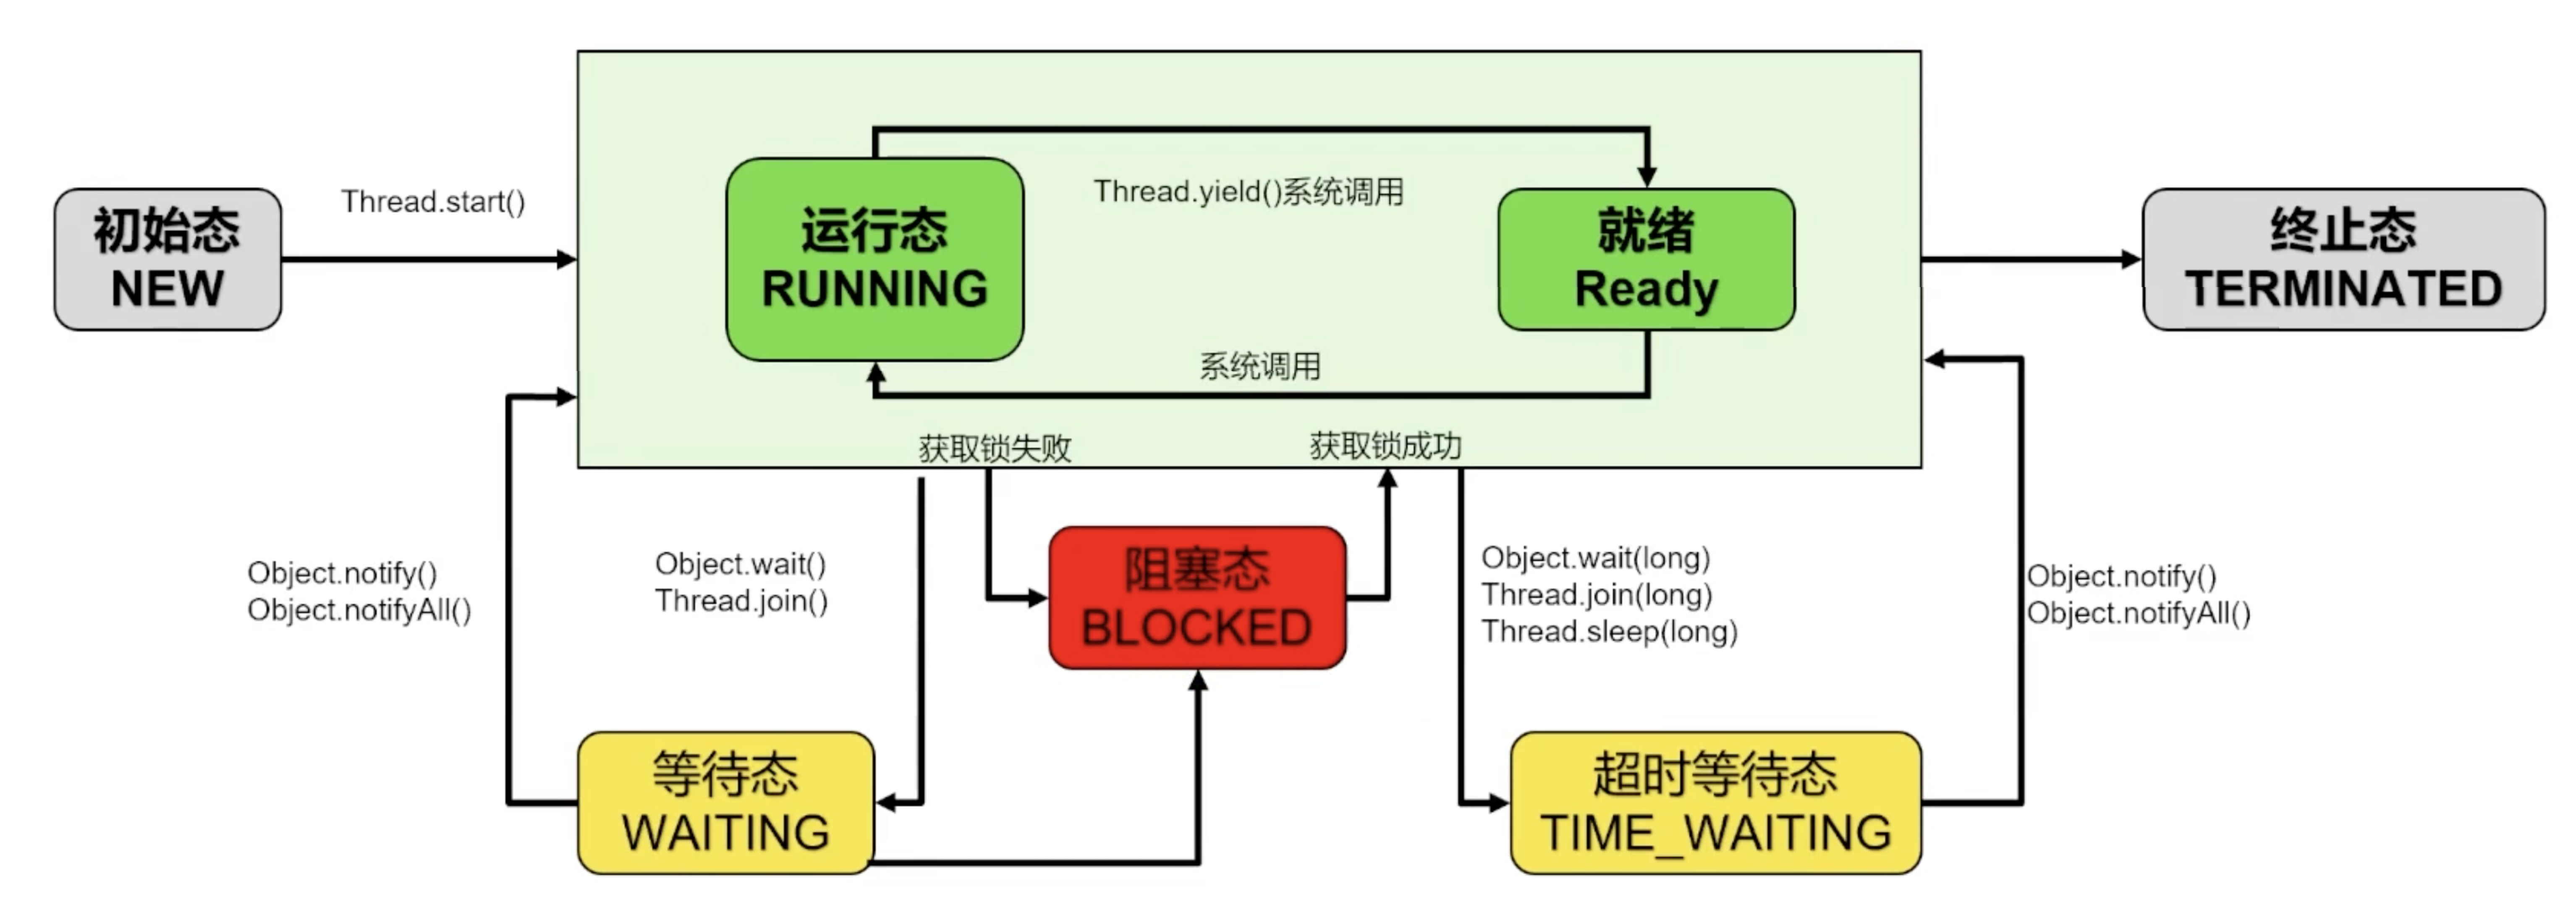 初始态
NEW
Thread.start()
运行态
RUNNING
Thread.yield()系统调用
就绪
Ready
系统调用
终止态
TERMINATED
获取锁失败
获取锁成功
Object.notify()
Object.notifyAll()
Object.wait()
Thread.join()
阻塞态
BLOCKED
Object.wait(long)
Thread.join(long)
Thread.sleep(long)
Object.notify()
Object.notifyAll()
等待态
WAITING
超时等待态
TIME_WAITING